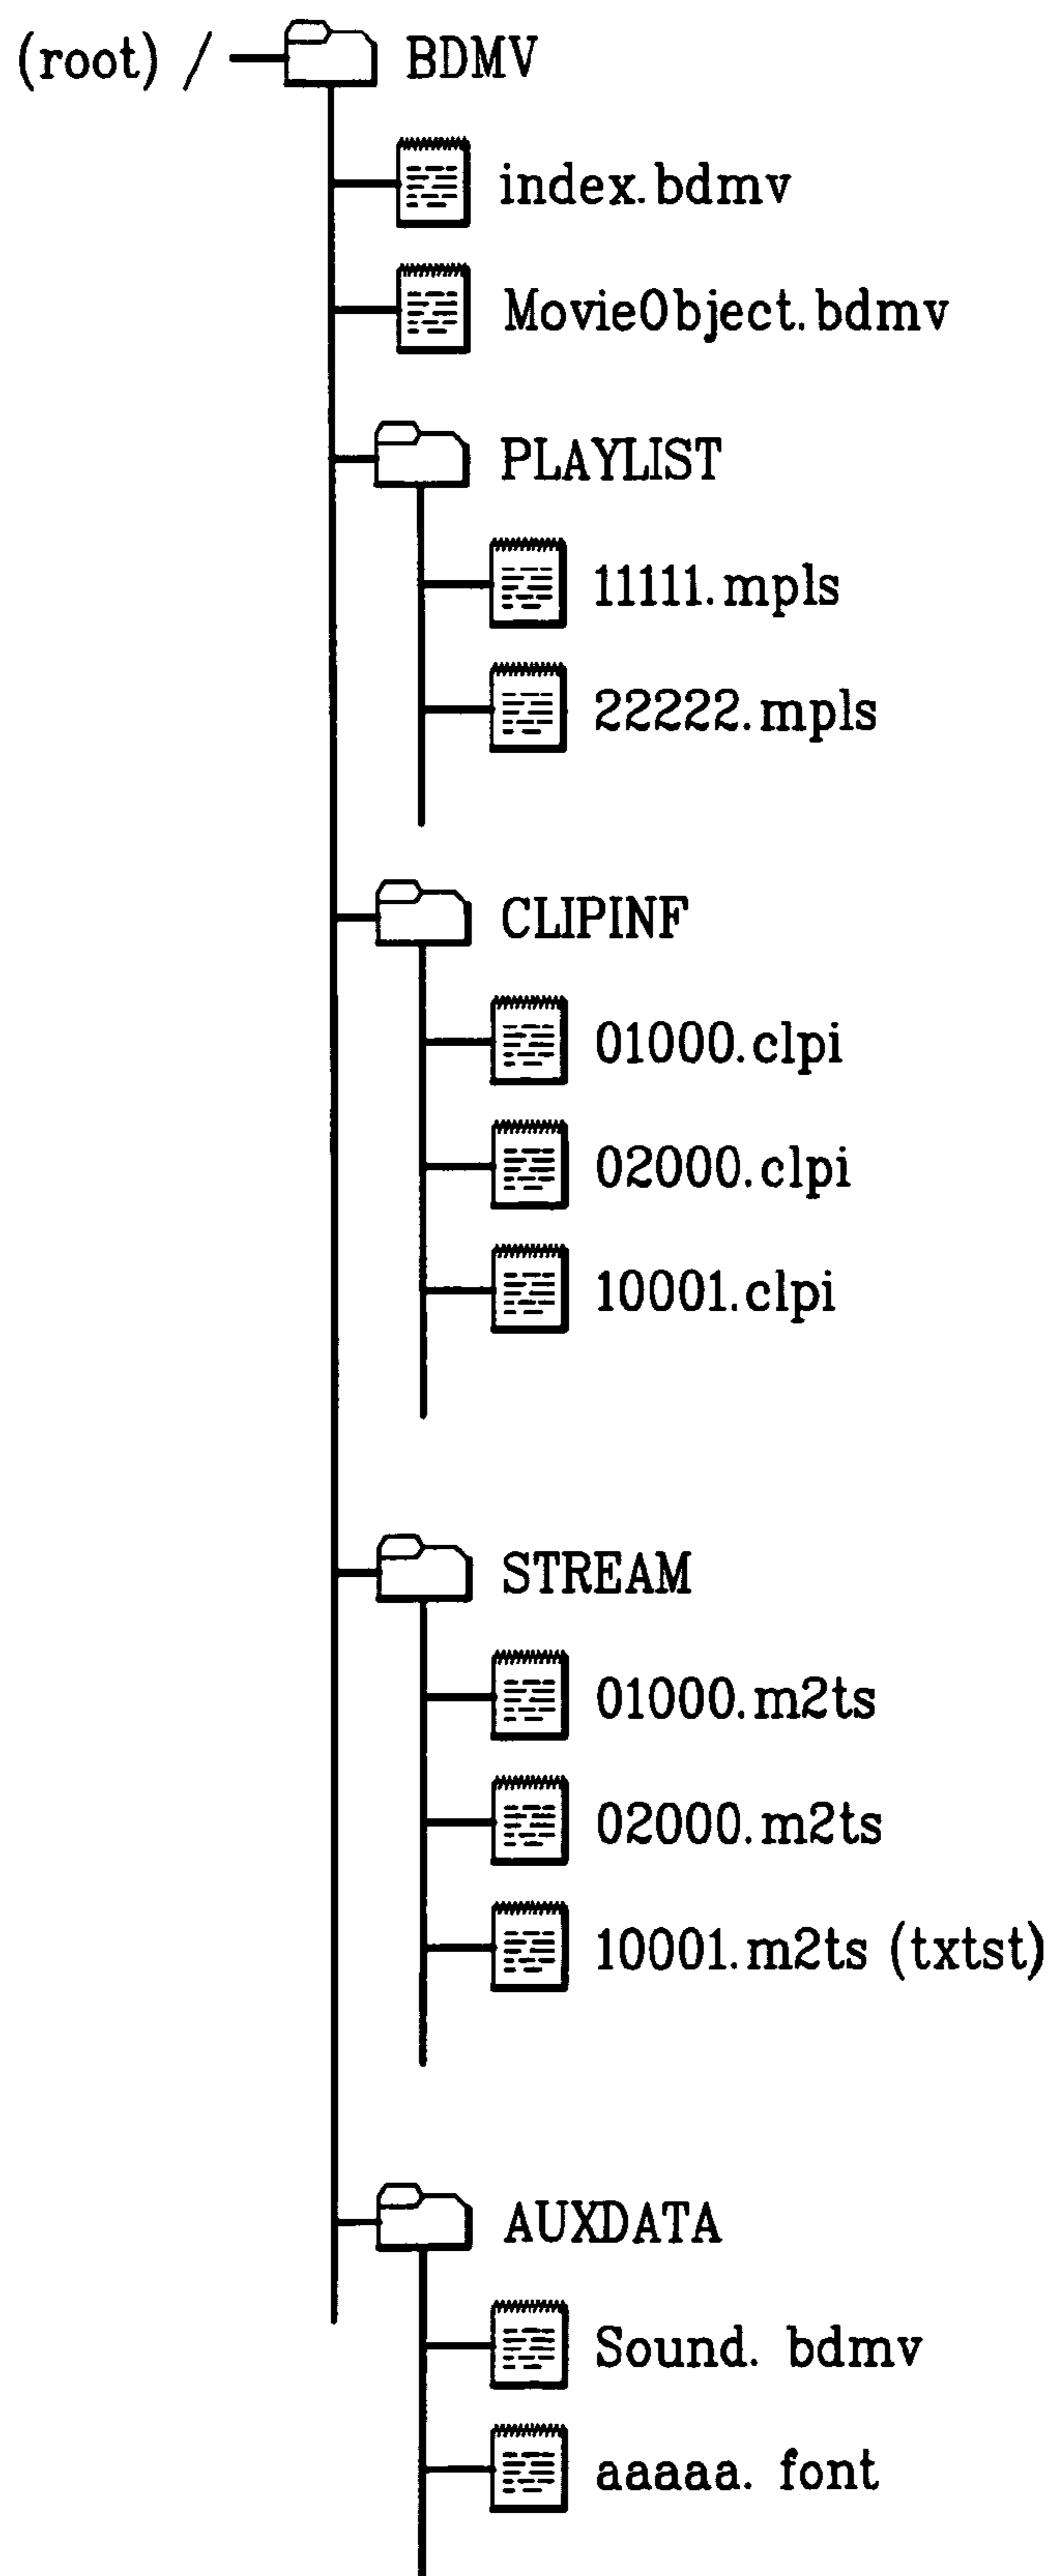 (root) / BDMV
index.bdmv
MovieObject.bdmv
PLAYLIST
11111.mpls
22222.mpls
CLIPINF
01000.clpi
02000.clpi
10001.clpi
STREAM
01000.m2ts
02000.m2ts
10001.m2ts (txtst)
AUXDATA
Sound. bdmv
aaaaa. font